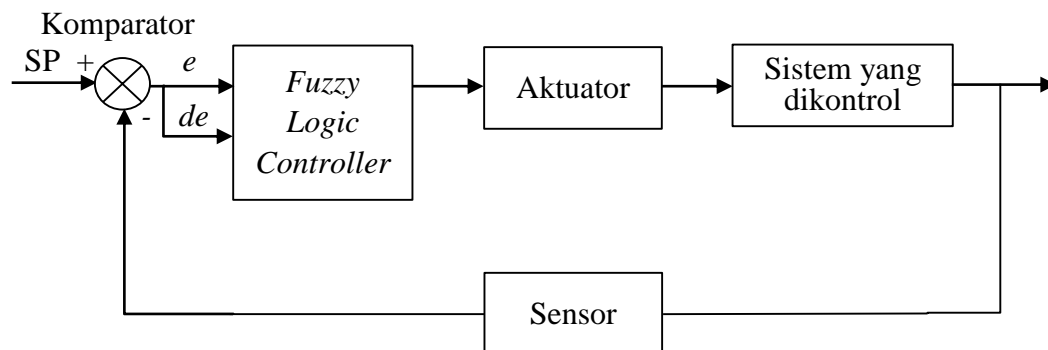 Komparator
SP +
-
e
de
Fuzzy
Logic
Controller
Aktuator
Sistem yang
dikontrol
Sensor